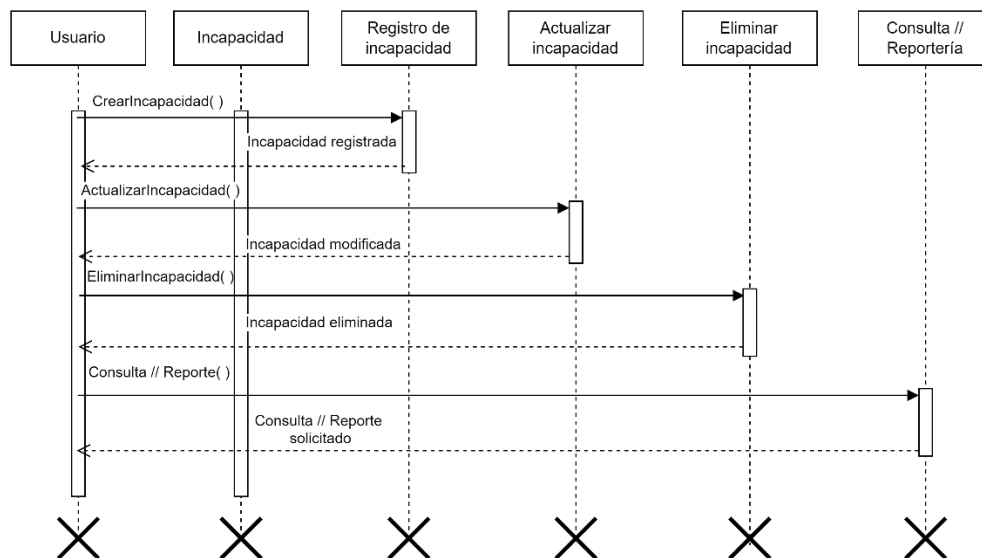 Usuario
Incapacidad
Registro de
incapacidad
Actualizar
incapacidad
Eliminar
incapacidad
Consulta //
Reportería
CrearIncapacidad( )
Incapacidad registrada
ActualizarIncapacidad( )
Incapacidad modificada
EliminarIncapacidad( )
Incapacidad eliminada
Consulta // Reporte( )
Consulta // Reporte
solicitado